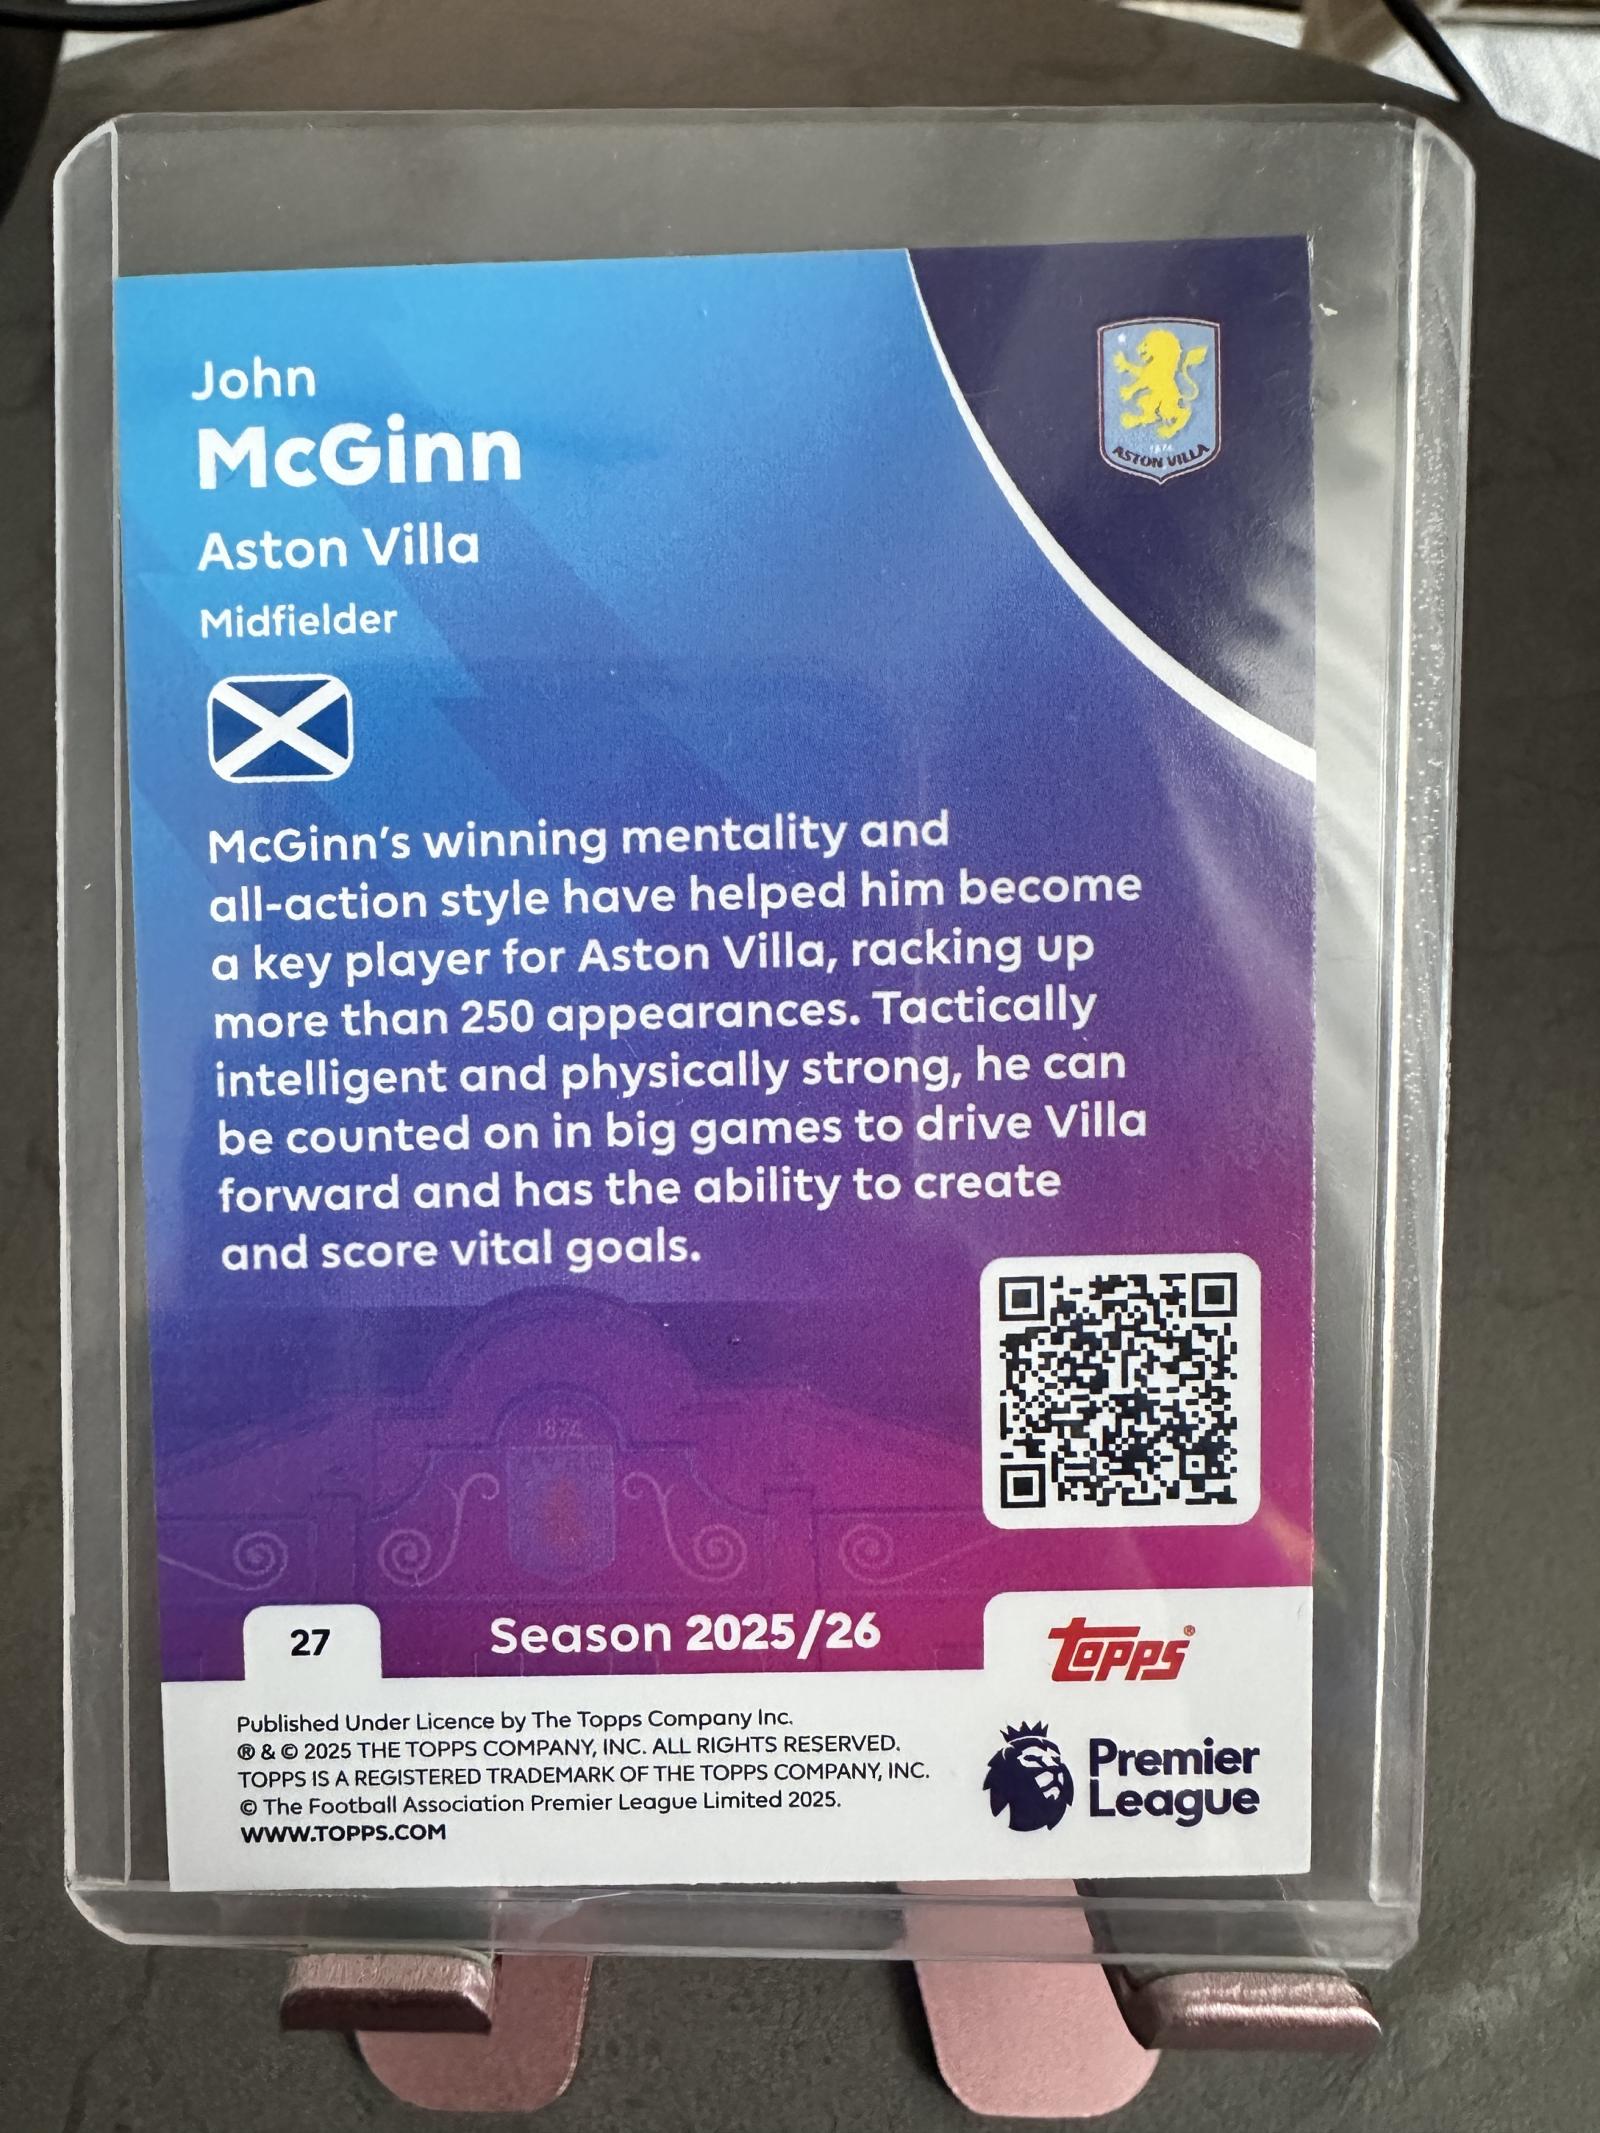 John
McGinn
Aston Villa
Midfielder
1874
ASTON VILLA
McGinn's winning mentality and
all-action style have helped him become
a key player for Aston Villa, racking up
more than 250 appearances. Tactically
intelligent and physically strong, he can
be counted on in big games to drive Villa
forward and has the ability to create
and score vital goals.
1874
27
Season 2025/26
TOPPS®
Published Under Licence by The Topps Company Inc.
® & © 2025 THE TOPPS COMPANY, INC. ALL RIGHTS RESERVED.
TOPPS IS A REGISTERED TRADEMARK OF THE TOPPS COMPANY, INC.
© The Football Association Premier League Limited 2025.
WWW.TOPPS.COM
Premier
League